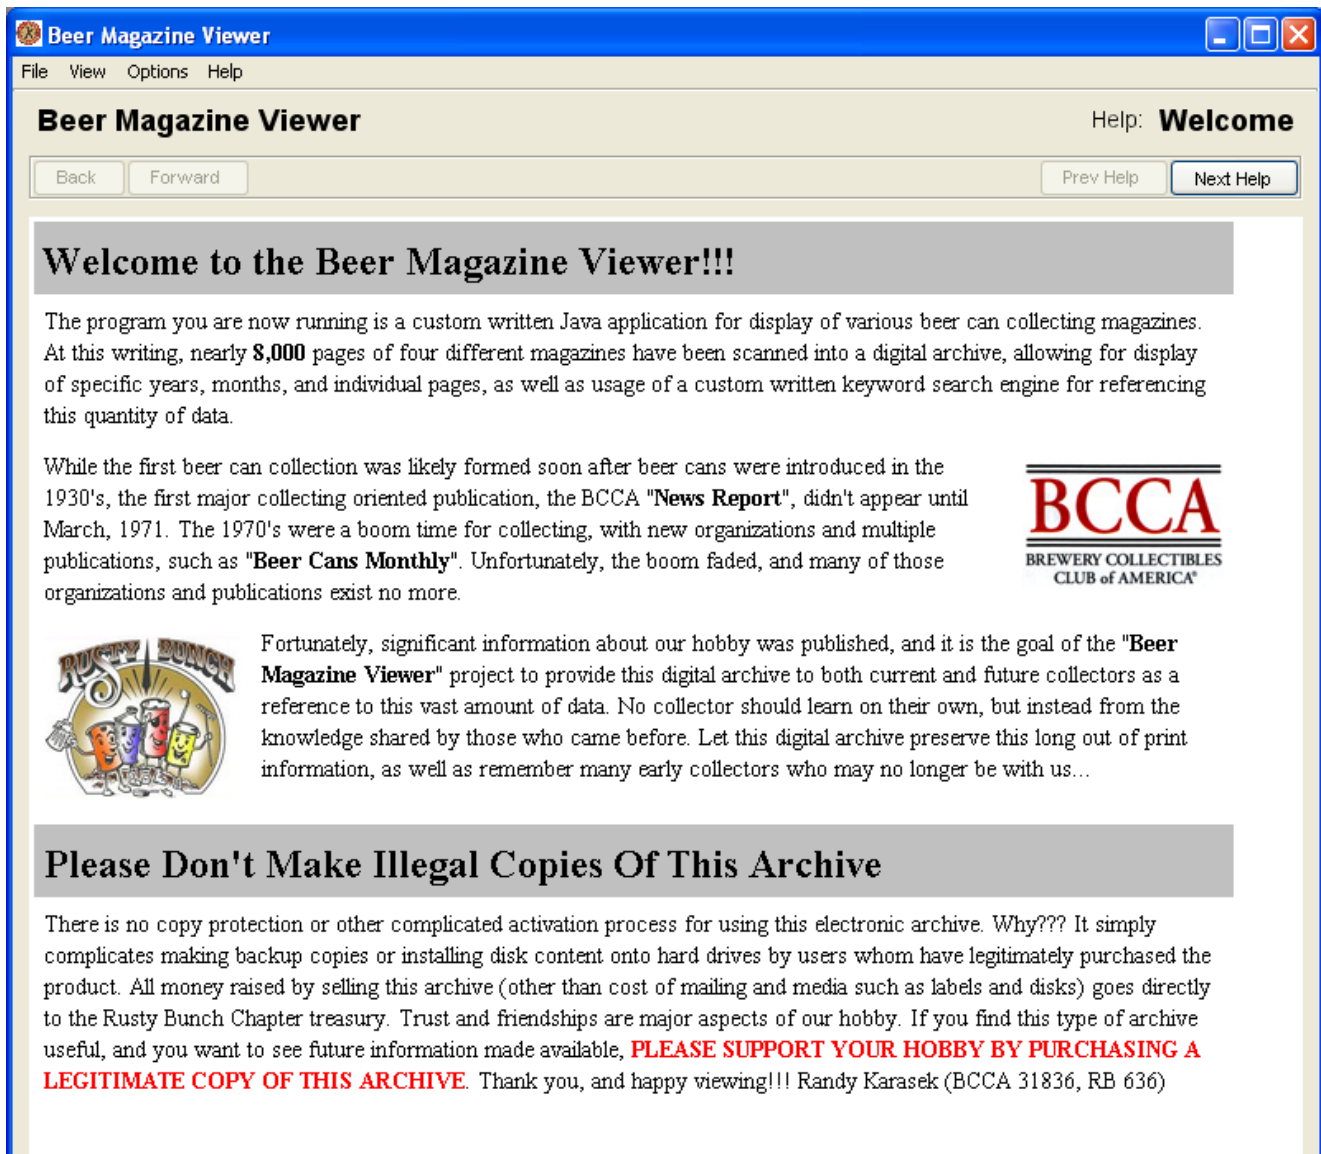 Beer Magazine Viewer
File View Options Help
Beer Magazine Viewer Help: Welcome
Back Forward Prev Help Next Help
Welcome to the Beer Magazine Viewer!!!
The program you are now running is a custom written Java application for display of various beer can collecting magazines.
At this writing, nearly 8,000 pages of four different magazines have been scanned into a digital archive, allowing for display
of specific years, months, and individual pages, as well as usage of a custom written keyword search engine for referencing
this quantity of data.
While the first beer can collection was likely formed soon after beer cans were introduced in the
1930's, the first major collecting oriented publication, the BCCA "News Report", didn't appear until
March, 1971. The 1970's were a boom time for collecting, with new organizations and multiple
publications, such as "Beer Cans Monthly". Unfortunately, the boom faded, and many of those
organizations and publications exist no more.
BCCA
BREWERY COLLECTIBLES
CLUB of AMERICA®
RUSTY BUNCH
Fortunately, significant information about our hobby was published, and it is the goal of the "Beer
Magazine Viewer" project to provide this digital archive to both current and future collectors as a
reference to this vast amount of data. No collector should learn on their own, but instead from the
knowledge shared by those who came before. Let this digital archive preserve this long out of print
information, as well as remember many early collectors who may no longer be with us...
Please Don't Make Illegal Copies Of This Archive
There is no copy protection or other complicated activation process for using this electronic archive. Why??? It simply
complicates making backup copies or installing disk content onto hard drives by users whom have legitimately purchased the
product. All money raised by selling this archive (other than cost of mailing and media such as labels and disks) goes directly
to the Rusty Bunch Chapter treasury. Trust and friendships are major aspects of our hobby. If you find this type of archive
useful, and you want to see future information made available, PLEASE SUPPORT YOUR HOBBY BY PURCHASING A
LEGITIMATE COPY OF THIS ARCHIVE. Thank you, and happy viewing!!! Randy Karasek (BCCA 31836, RB 636)